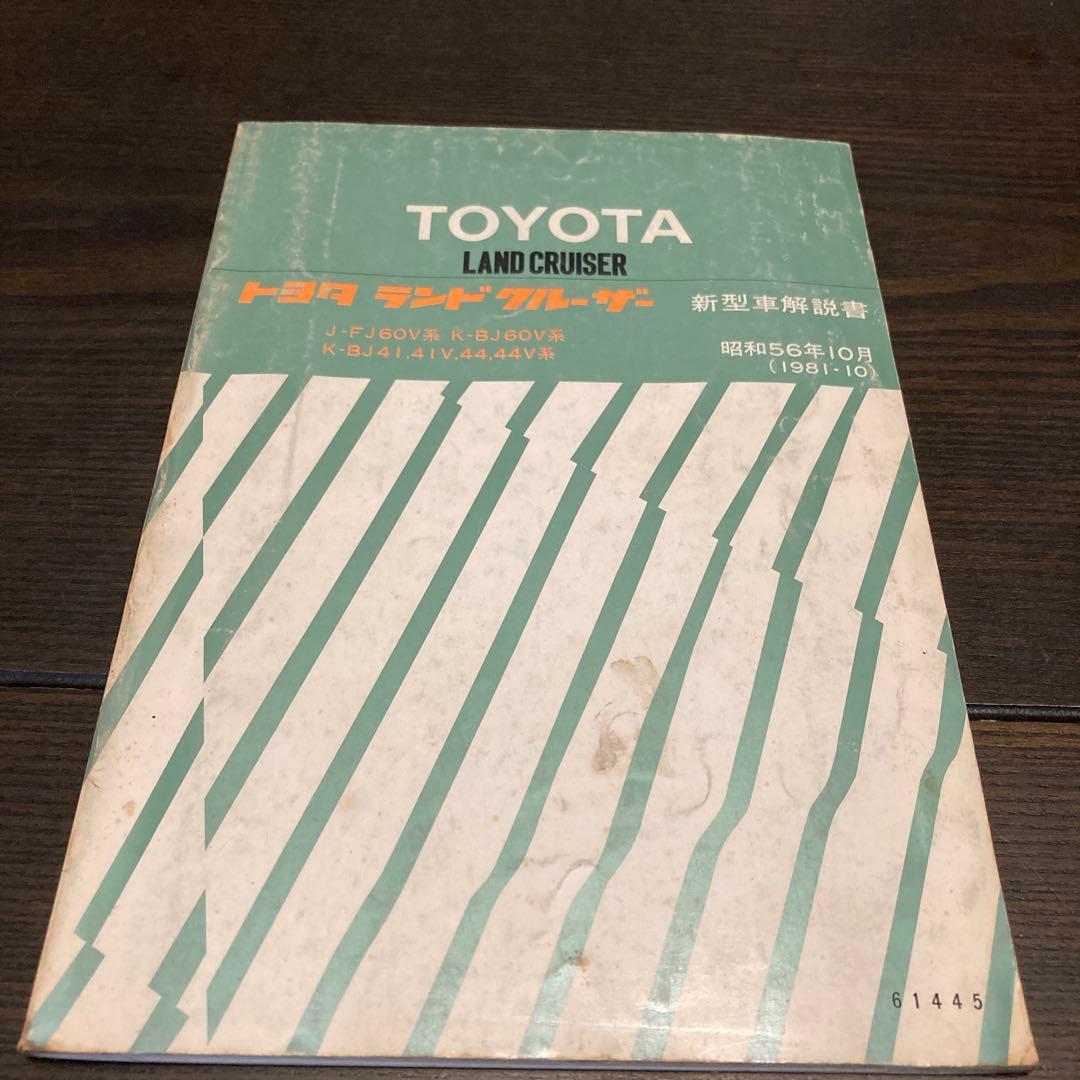 TOYOTA
LAND CRUISER
トヨタ ランドクルーザー 新型車解説書
J-FJ60V系 K-BJ60V系
K-BJ41,41V,44,44V系
昭和56年10月
(1981-10)
61445